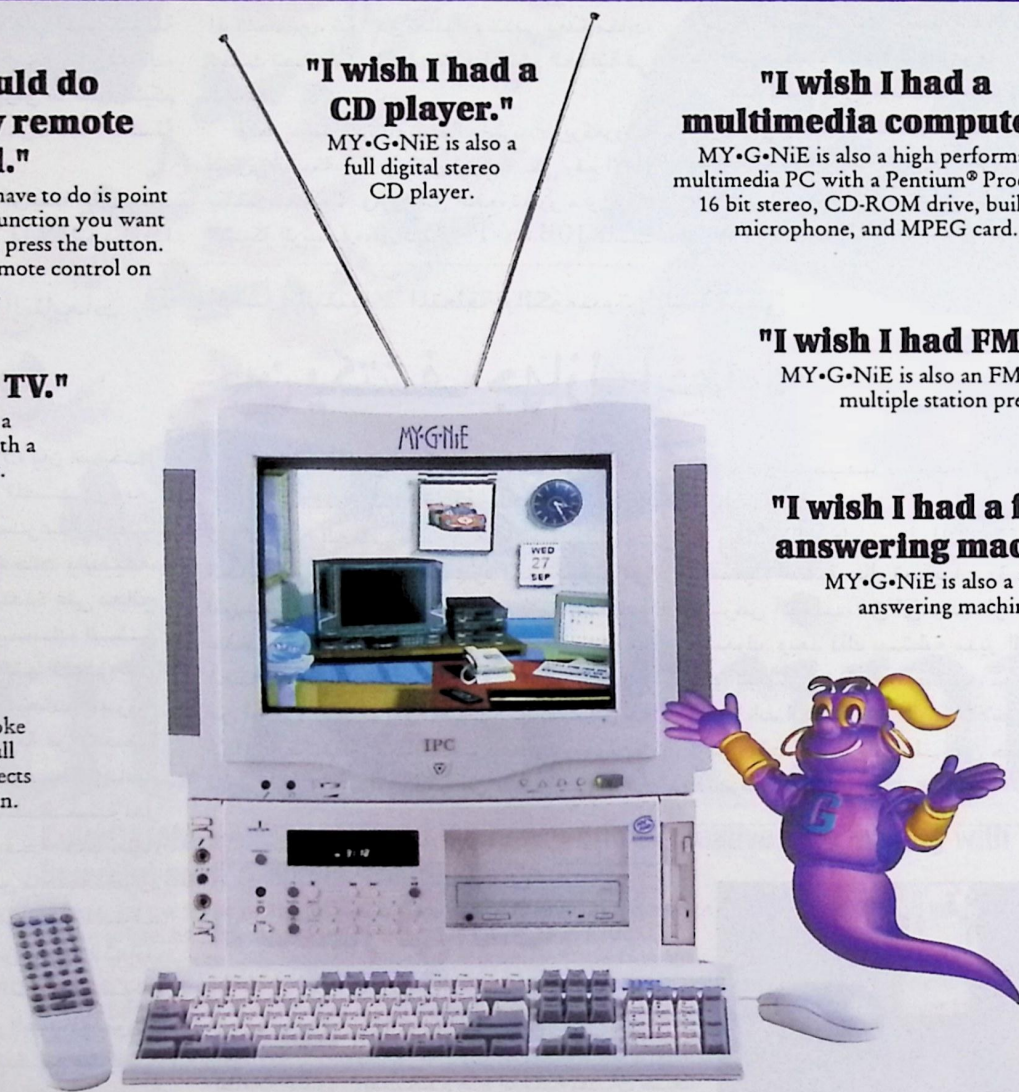 uld do
y remote
l."
have to do is point
unction you want
press the button.
mote control on
TV."
a
th a
.
oke
all
ects
n.
"I wish I had a
CD player."
MY•G•NiE is also a
full digital stereo
CD player.
"I wish I had a
multimedia compute
MY•G•NiE is also a high perform
multimedia PC with a Pentium® Pro
16 bit stereo, CD-ROM drive, buil
microphone, and MPEG card.
"I wish I had FM
MY•G•NiE is also an FM
multiple station pre
"I wish I had a f
answering mac
MY•G•NiE is also a
answering machin
MY•G•NiE
WED
27
SEP
IPC
G